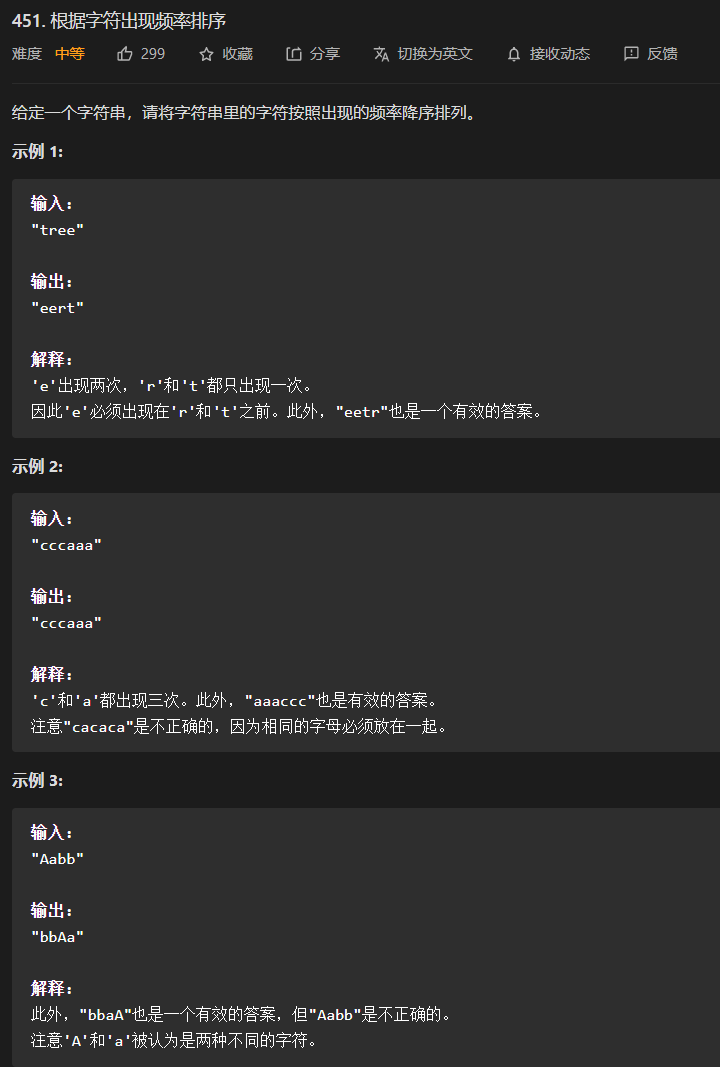 451. 根据字符出现频率排序
难度 中等 299 收藏 分享 切换为英文 接收动态 反馈
给定一个字符串，请将字符串里的字符按照出现的频率降序排列。
示例 1:
输入:
"tree"
输出:
"eert"
解释:
'e'出现两次，'r'和't'都只出现一次。
因此'e'必须出现在'r'和't'之前。此外，"eetr"也是一个有效的答案。
示例 2:
输入:
"cccaaa"
输出:
"cccaaa"
解释:
'c'和'a'都出现三次。此外，"aaaccc"也是有效的答案。
注意"cacaca"是不正确的，因为相同的字母必须放在一起。
示例 3:
输入:
"Aabb"
输出:
"bbAa"
解释:
此外，"bbaA"也是一个有效的答案，但"Aabb"是不正确的。
注意'A'和'a'被认为是两种不同的字符。